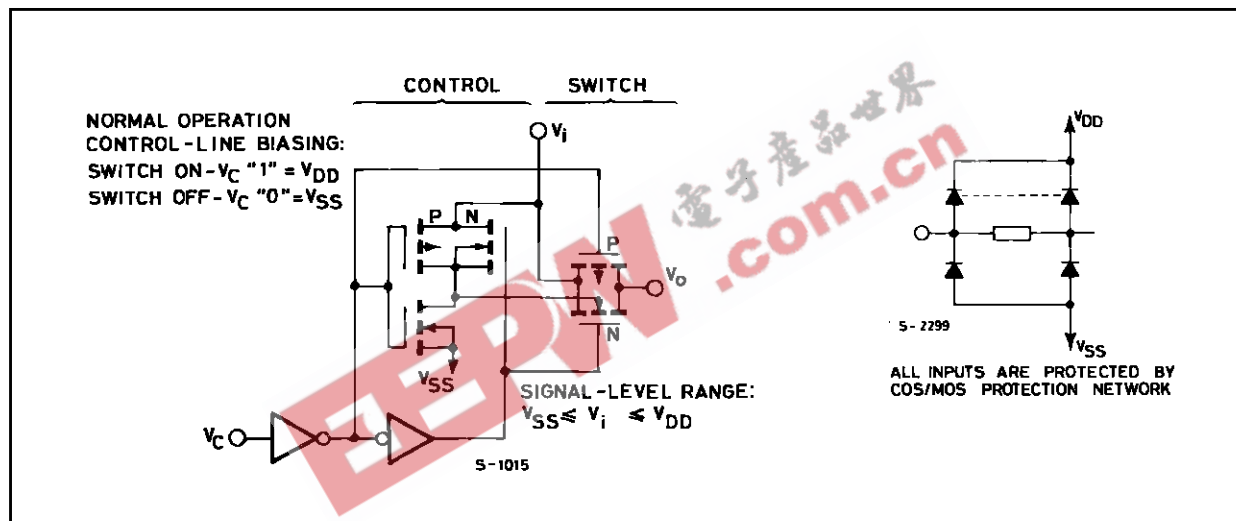 CONTROL
SWITCH
NORMAL OPERATION
CONTROL-LINE BIASING:
SWITCH ON-VC "1" = VDD
SWITCH OFF-VC "0"=VSS
Vi
P N
P
Vo
N
VSS
SIGNAL-LEVEL RANGE:
VSS ≤ Vi ≤ VDD
VC
S-1015
VDD
S-2299
VSS
ALL INPUTS ARE PROTECTED BY
COS/MOS PROTECTION NETWORK
EEPW
.com.cn
電子產品世界